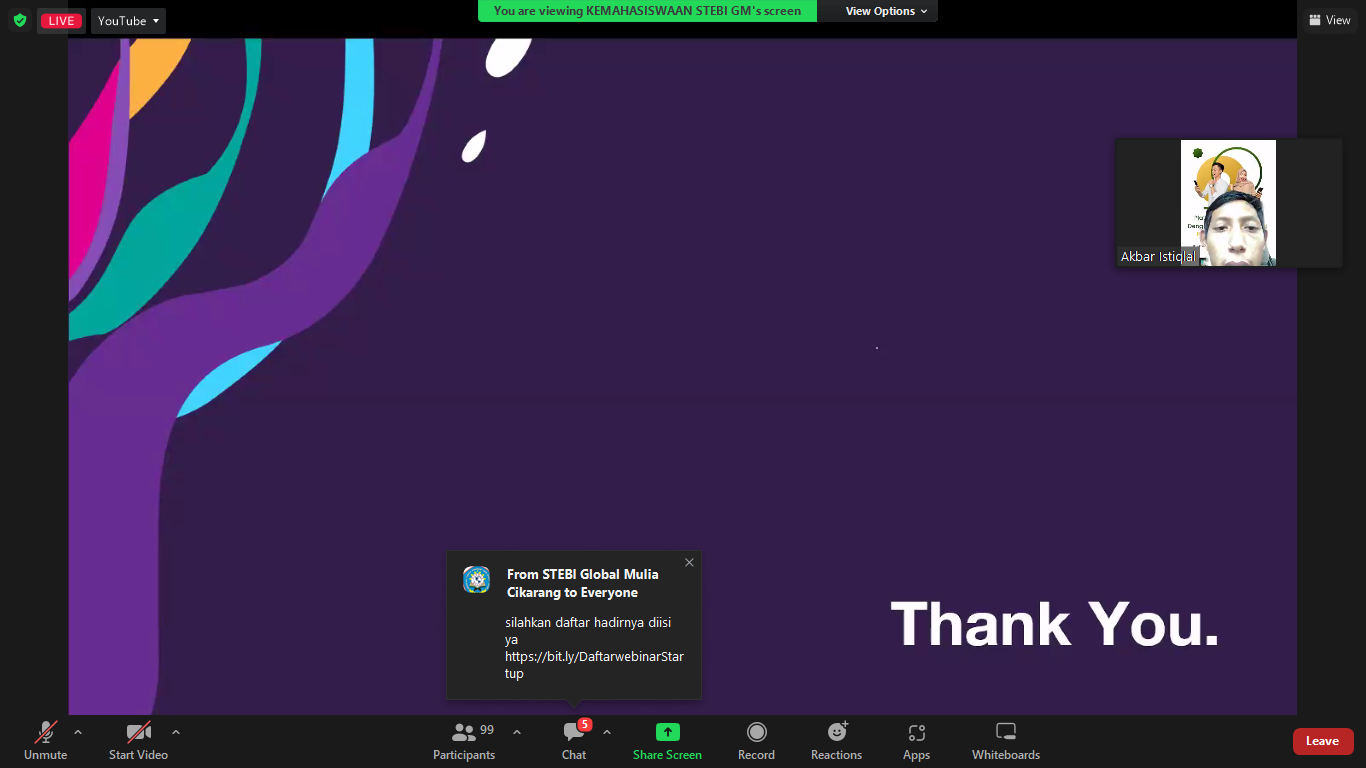 LIVE
YouTube
You are viewing KEMAHASISWAAN STEBI GM's screen
View Options
View
Akbar Istiqlal
From STEBI Global Mulia
Cikarang to Everyone
silahkan daftar hadirnya diisi
ya
https://bit.ly/DaftarwebinarStar
tup
Thank You.
Unmute
Start Video
99
Participants
5
Chat
Share Screen
Record
Reactions
Apps
Whiteboards
Leave